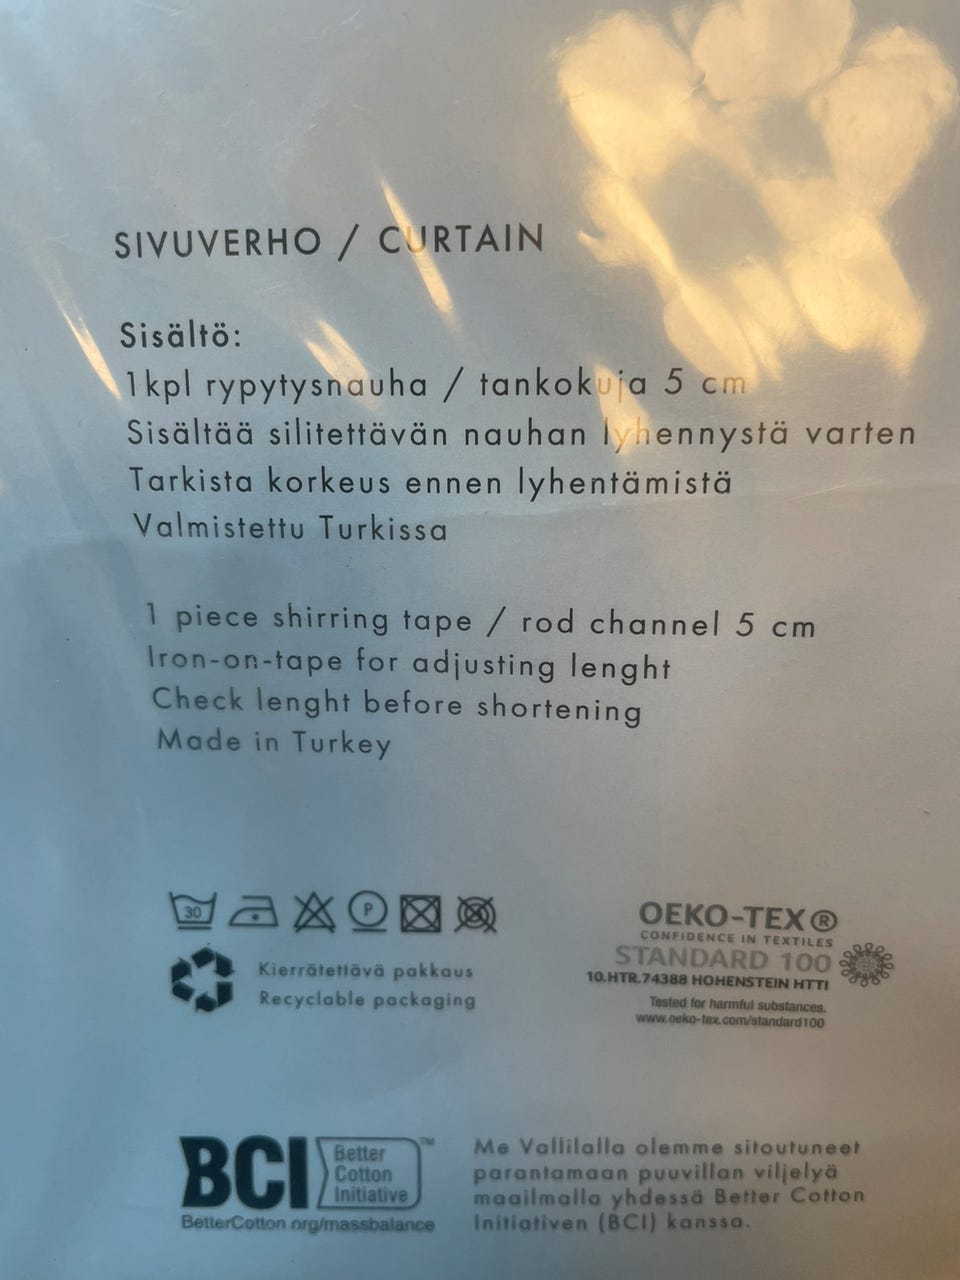 SIVUVERHO / CURTAIN
Sisältö:
1kpl rypytysnauha / tankokuja 5 cm
Sisältää silitettävän nauhan lyhennystä varten
Tarkista korkeus ennen lyhentämistä
Valmistettu Turkissa
1 piece shirring tape / rod channel 5 cm
Iron-on-tape for adjusting lenght
Check lenght before shortening
Made in Turkey
30 P
Kierrätettävä pakkaus
Recyclable packaging
OEKO-TEX®
CONFIDENCE IN TEXTILES
STANDARD 100
10.HTR.74388 HOHENSTEIN HTTI
Tested for harmful substances.
www.oeko-tex.com/standard100
BCI Better Cotton Initiative™
BetterCotton.org/massbalance
Me Vallilalla olemme sitoutuneet
parantamaan puuvillan viljelyä
maailmalla yhdessä Better Cotton
Initiativen (BCI) kanssa.